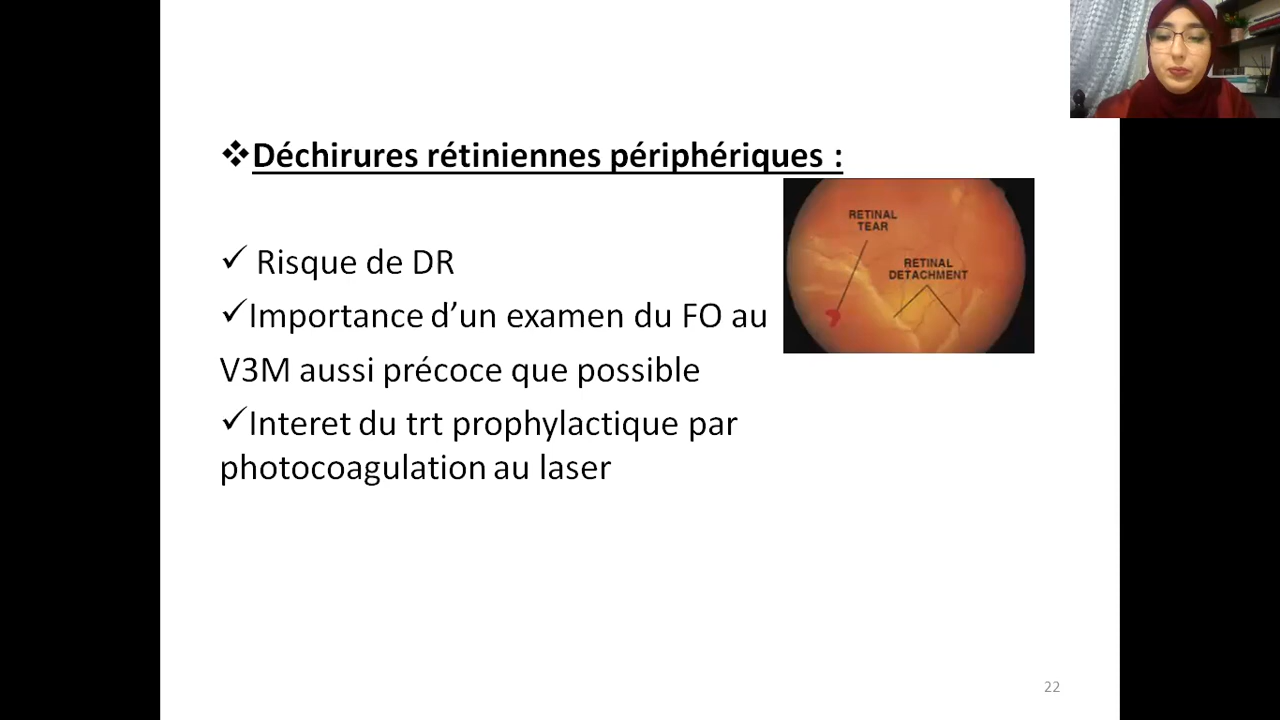 ❖Déchirures rétiniennes périphériques :
RETINAL
TEAR
RETINAL
DETACHMENT
✓ Risque de DR
✓Importance d’un examen du FO au
V3M aussi précoce que possible
✓Interet du trt prophylactique par
photocoagulation au laser
22